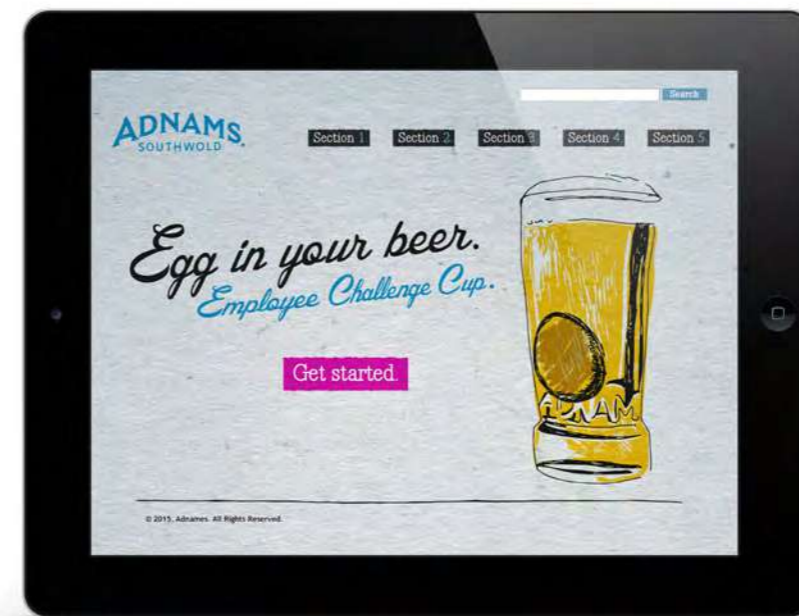 Search
ADNAMS
SOUTHWOLD
Section 1 Section 2 Section 3 Section 4 Section 5
Egg in your beer.
Employee Challenge Cup.
Get started.
ADNAM
© 2015. Adnames. All Rights Reserved.